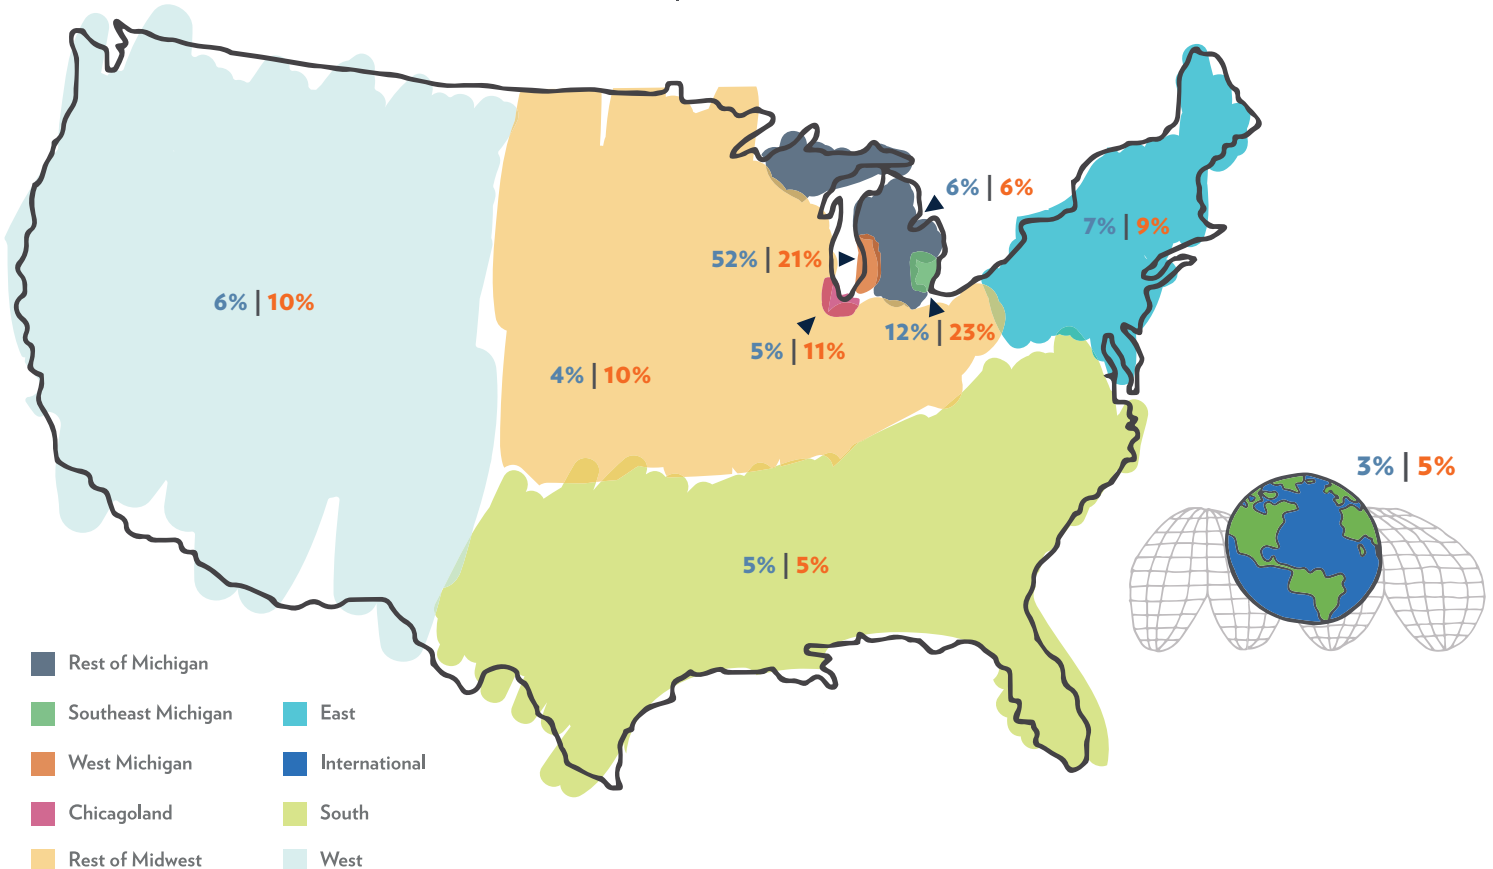 6% | 6%
7% | 9%
52% | 21%
6% | 10%
12% | 23%
5% | 11%
4% | 10%
3% | 5%
5% | 5%
Rest of Michigan
Southeast Michigan
East
West Michigan
International
Chicagoland
South
Rest of Midwest
West